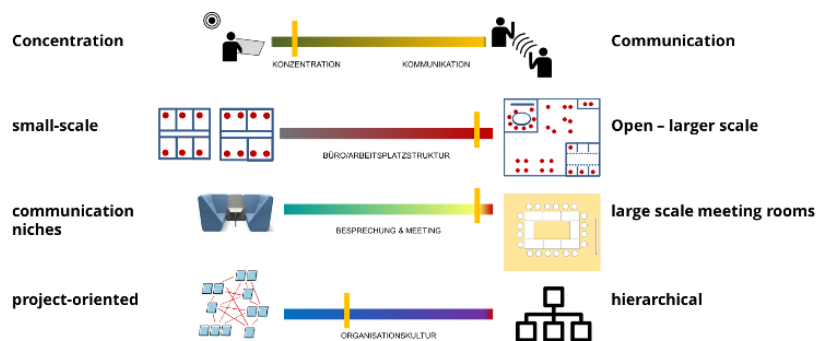 Concentration
Communication
KONZENTRATION
KOMMUNIKATION
small-scale
Open – larger scale
BÜRO/ARBEITSPLATZSTRUKTUR
communication
niches
large scale meeting rooms
BESPRECHUNG & MEETING
project-oriented
hierarchical
ORGANISATIONSKULTUR